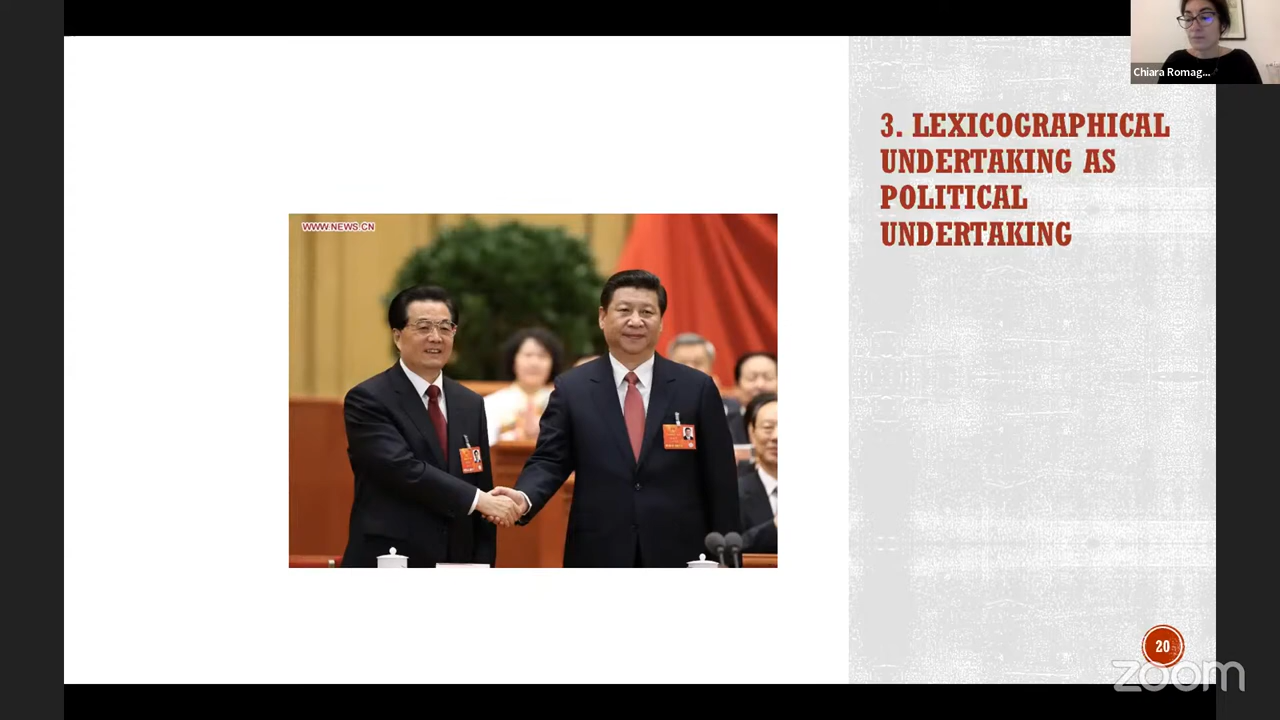 Chiara Romag...
3. LEXICOGRAPHICAL
UNDERTAKING AS
POLITICAL
UNDERTAKING
WWW.NEWS.CN
20
zoom